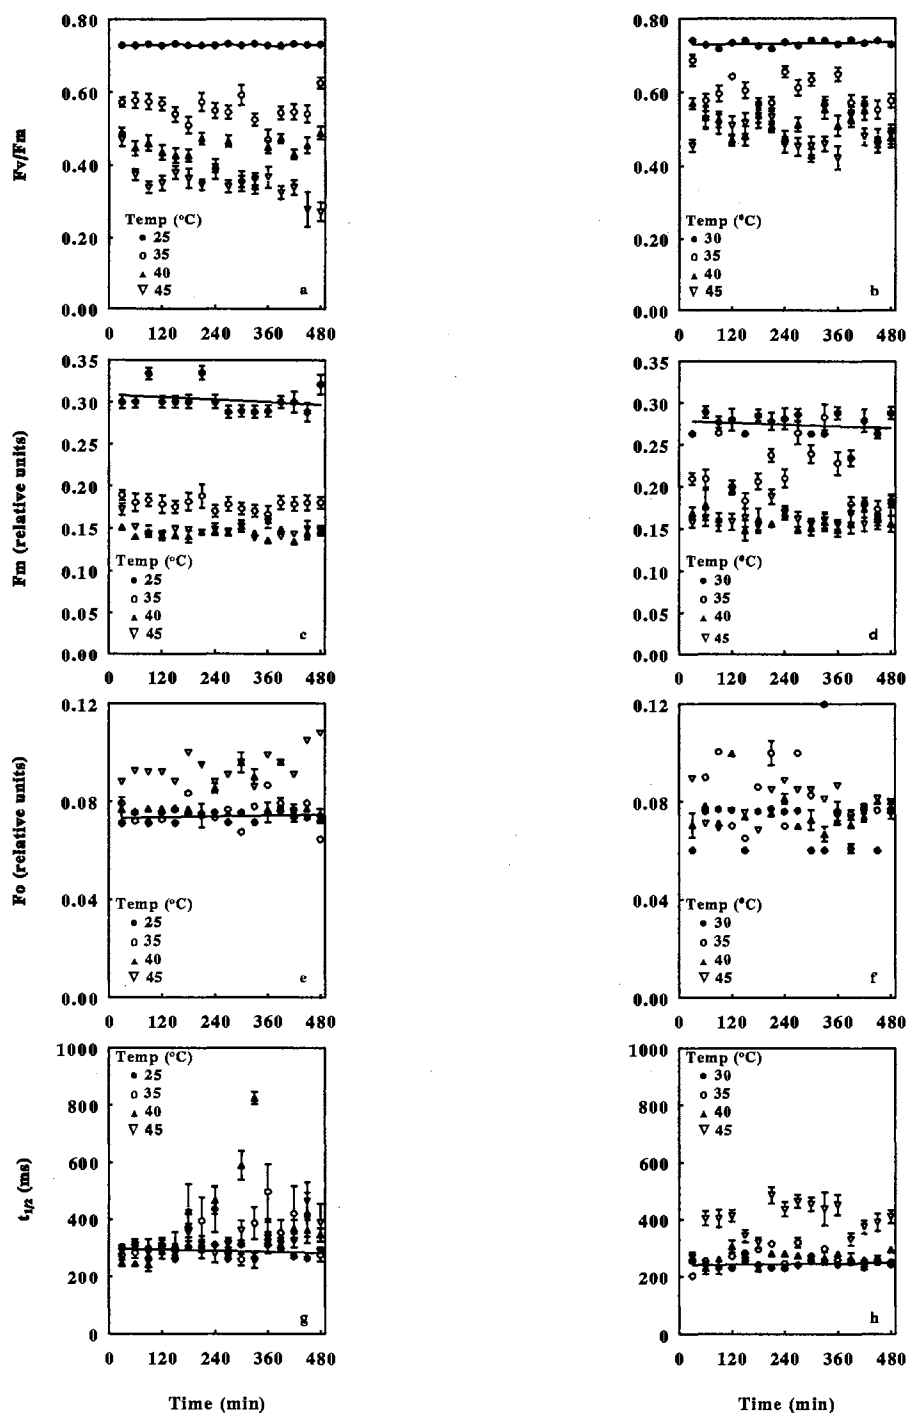 Fv/Fm
0.80
0.60
0.40
0.20
0.00
Temp (°C)
25
35
40
45
a
0 120 240 360 480
0.80
0.60
0.40
0.20
0.00
Temp (°C)
30
35
40
45
b
0 120 240 360 480
Fm (relative units)
0.35
0.30
0.25
0.20
0.15
0.10
0.05
0.00
Temp (°C)
25
35
40
45
c
0 120 240 360 480
0.35
0.30
0.25
0.20
0.15
0.10
0.05
0.00
Temp (°C)
30
35
40
45
d
0 120 240 360 480
Fo (relative units)
0.12
0.08
0.04
0.00
Temp (°C)
25
35
40
45
e
0 120 240 360 480
0.12
0.08
0.04
0.00
Temp (°C)
30
35
40
45
f
0 120 240 360 480
t1/2 (ms)
1000
800
600
400
200
0
Temp (°C)
25
35
40
45
g
0 120 240 360 480
Time (min)
1000
800
600
400
200
0
Temp (°C)
30
35
40
45
h
0 120 240 360 480
Time (min)